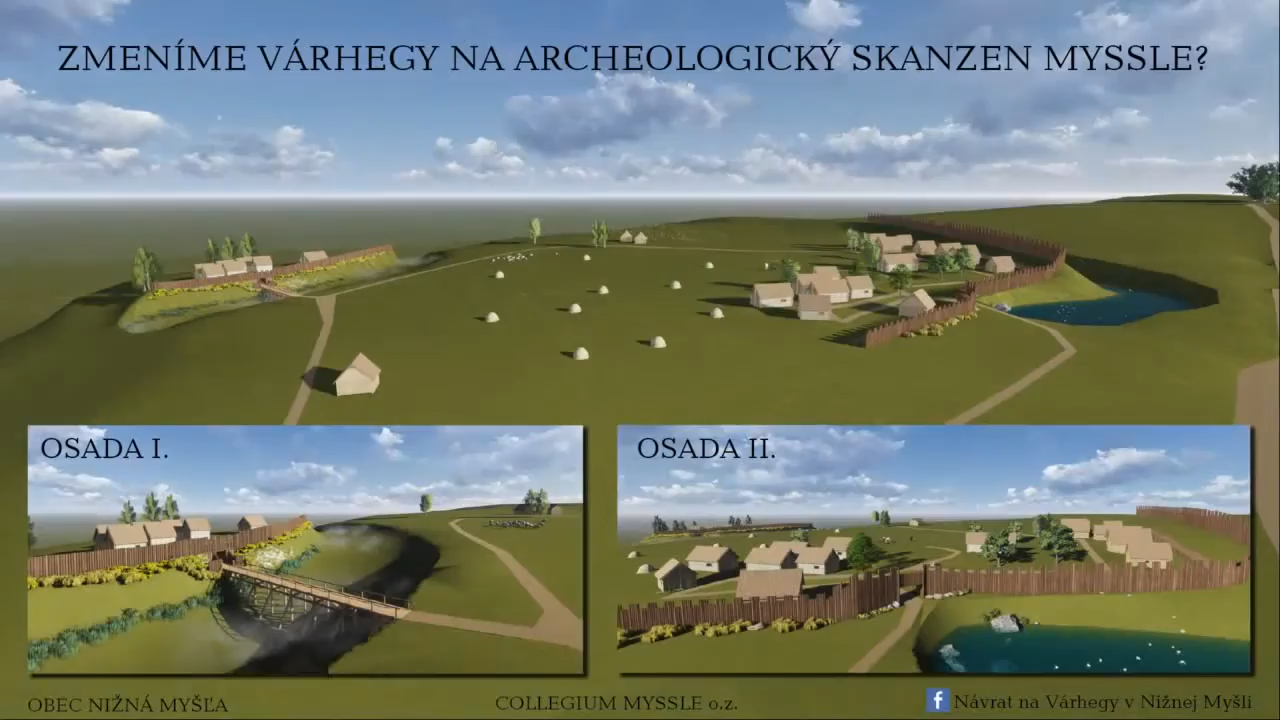 ZMENÍME VÁRHEGY NA ARCHEOLOGICKÝ SKANZEN MYSSLE?
OSADA I.
OSADA II.
OBEC NIŽNÁ MYŠĽA
COLLEGIUM MYSSLE o.z.
f Návrat na Várhegy v Nižnej Myšli